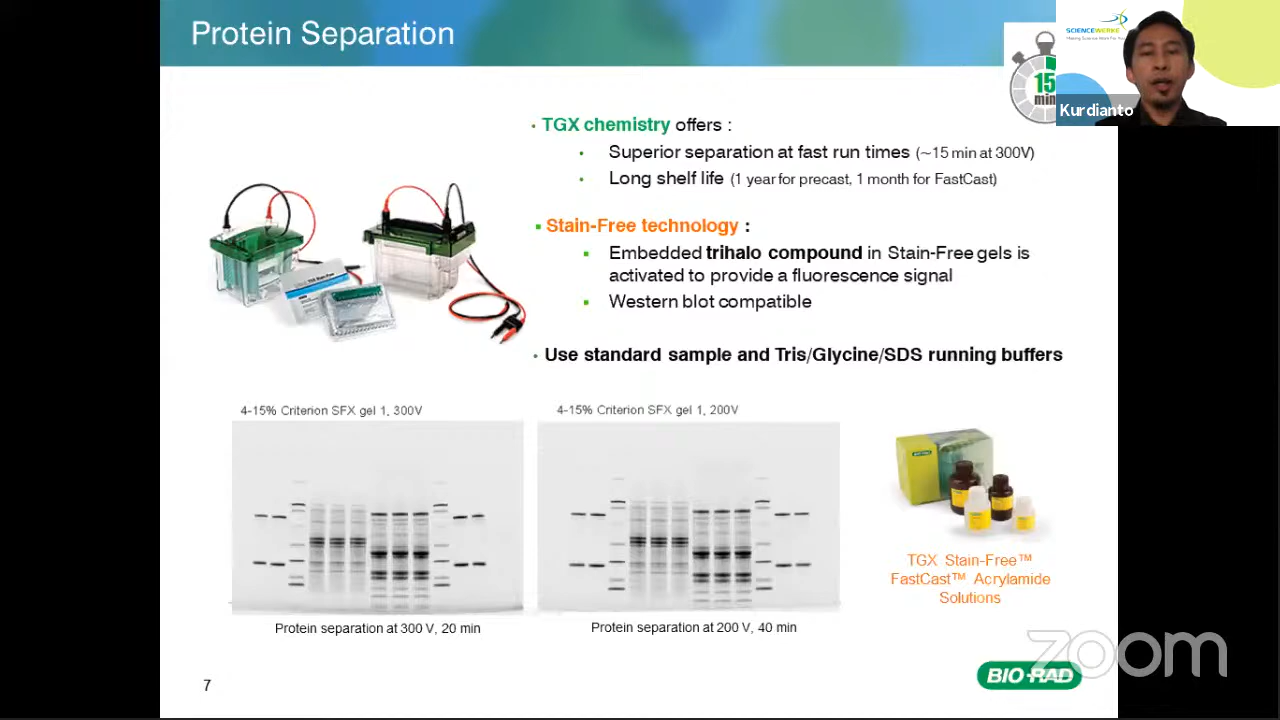 Protein Separation
SCIENCEWERKE
15
min
Kurdianto
• TGX chemistry offers :
• Superior separation at fast run times (~15 min at 300V)
• Long shelf life (1 year for precast, 1 month for FastCast)
▪ Stain-Free technology :
▪ Embedded trihalo compound in Stain-Free gels is
activated to provide a fluorescence signal
▪ Western blot compatible
• Use standard sample and Tris/Glycine/SDS running buffers
4-15% Criterion SFX gel 1, 300V
4-15% Criterion SFX gel 1, 200V
Protein separation at 300 V, 20 min
Protein separation at 200 V, 40 min
BIO-RAD
TGX Stain-Free™
FastCast™ Acrylamide
Solutions
zoom
BIO-RAD
7